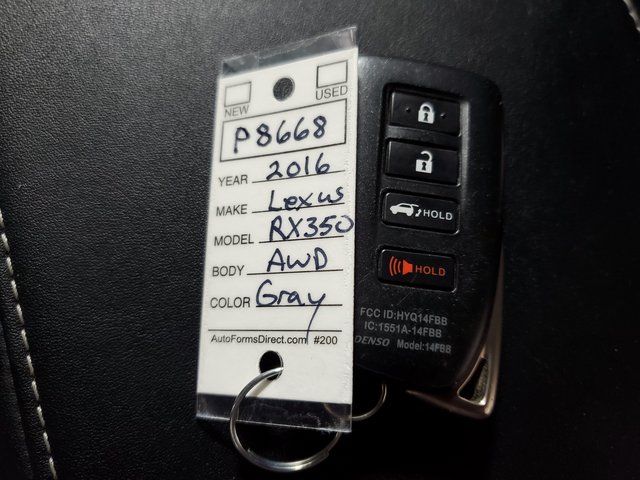 NEW USED
P8668
YEAR 2016
MAKE Lexus
MODEL RX350
BODY AWD
COLOR Gray
AutoFormsDirect.com #200
HOLD
HOLD
FCC ID:HYQ14FBB
IC:1551A-14FBB
DENSO Model:14FBB